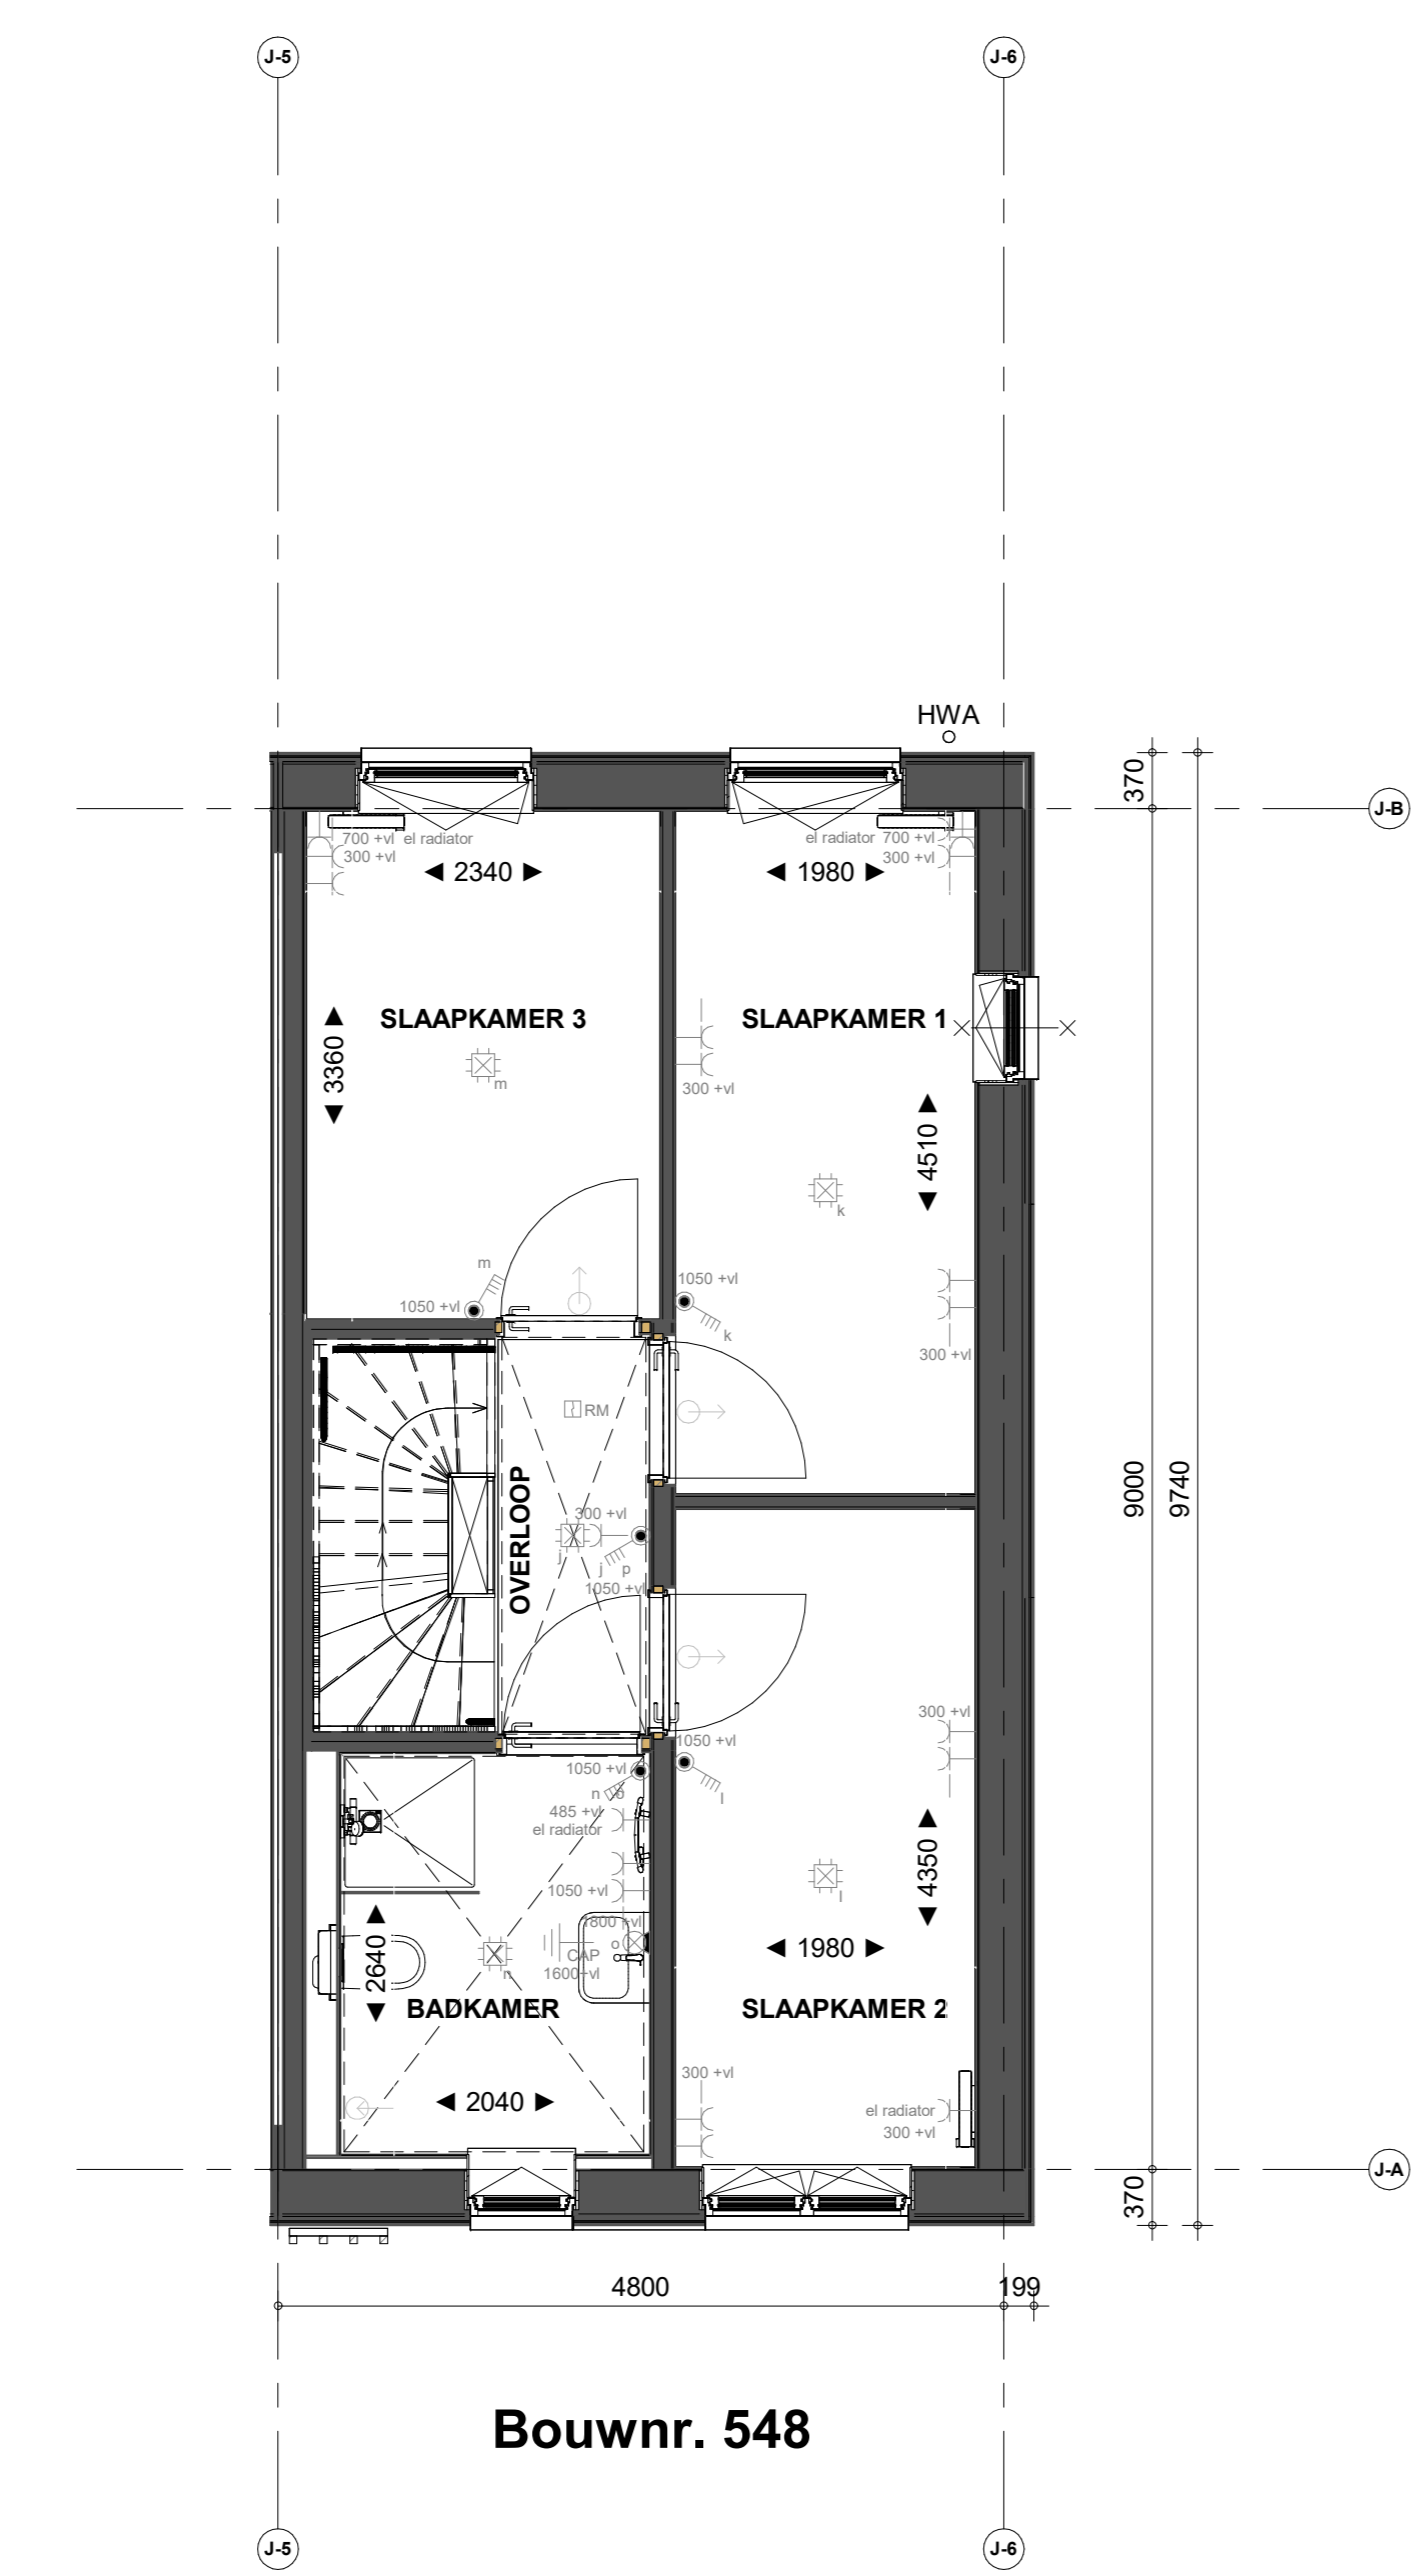 J-5
J-6
HWA
370
J-B
700 +vl el radiator
300 +vl
el radiator 700 +vl
300 +vl
◄ 2340 ►
◄ 1980 ►
SLAAPKAMER 3
SLAAPKAMER 1
◄ 3360 ►
m
300 +vl
◄ 4510 ►
k
m
1050 +vl
1050 +vl
k
300 +vl
RM
OVERLOOP
9000
9740
300 +vl
j
j p
1050 +vl
300 +vl
1050 +vl
1050 +vl
n o
l
485 +vl
el radiator
◄ 4350 ►
1050 +vl
l
1800 +vl
o
◄ 2640 ►
CAP
n
1600+vl
◄ 1980 ►
BADKAMER
SLAAPKAMER 2
300 +vl
◄ 2040 ►
el radiator
300 +vl
370
J-A
4800
199
Bouwnr. 548
J-5
J-6